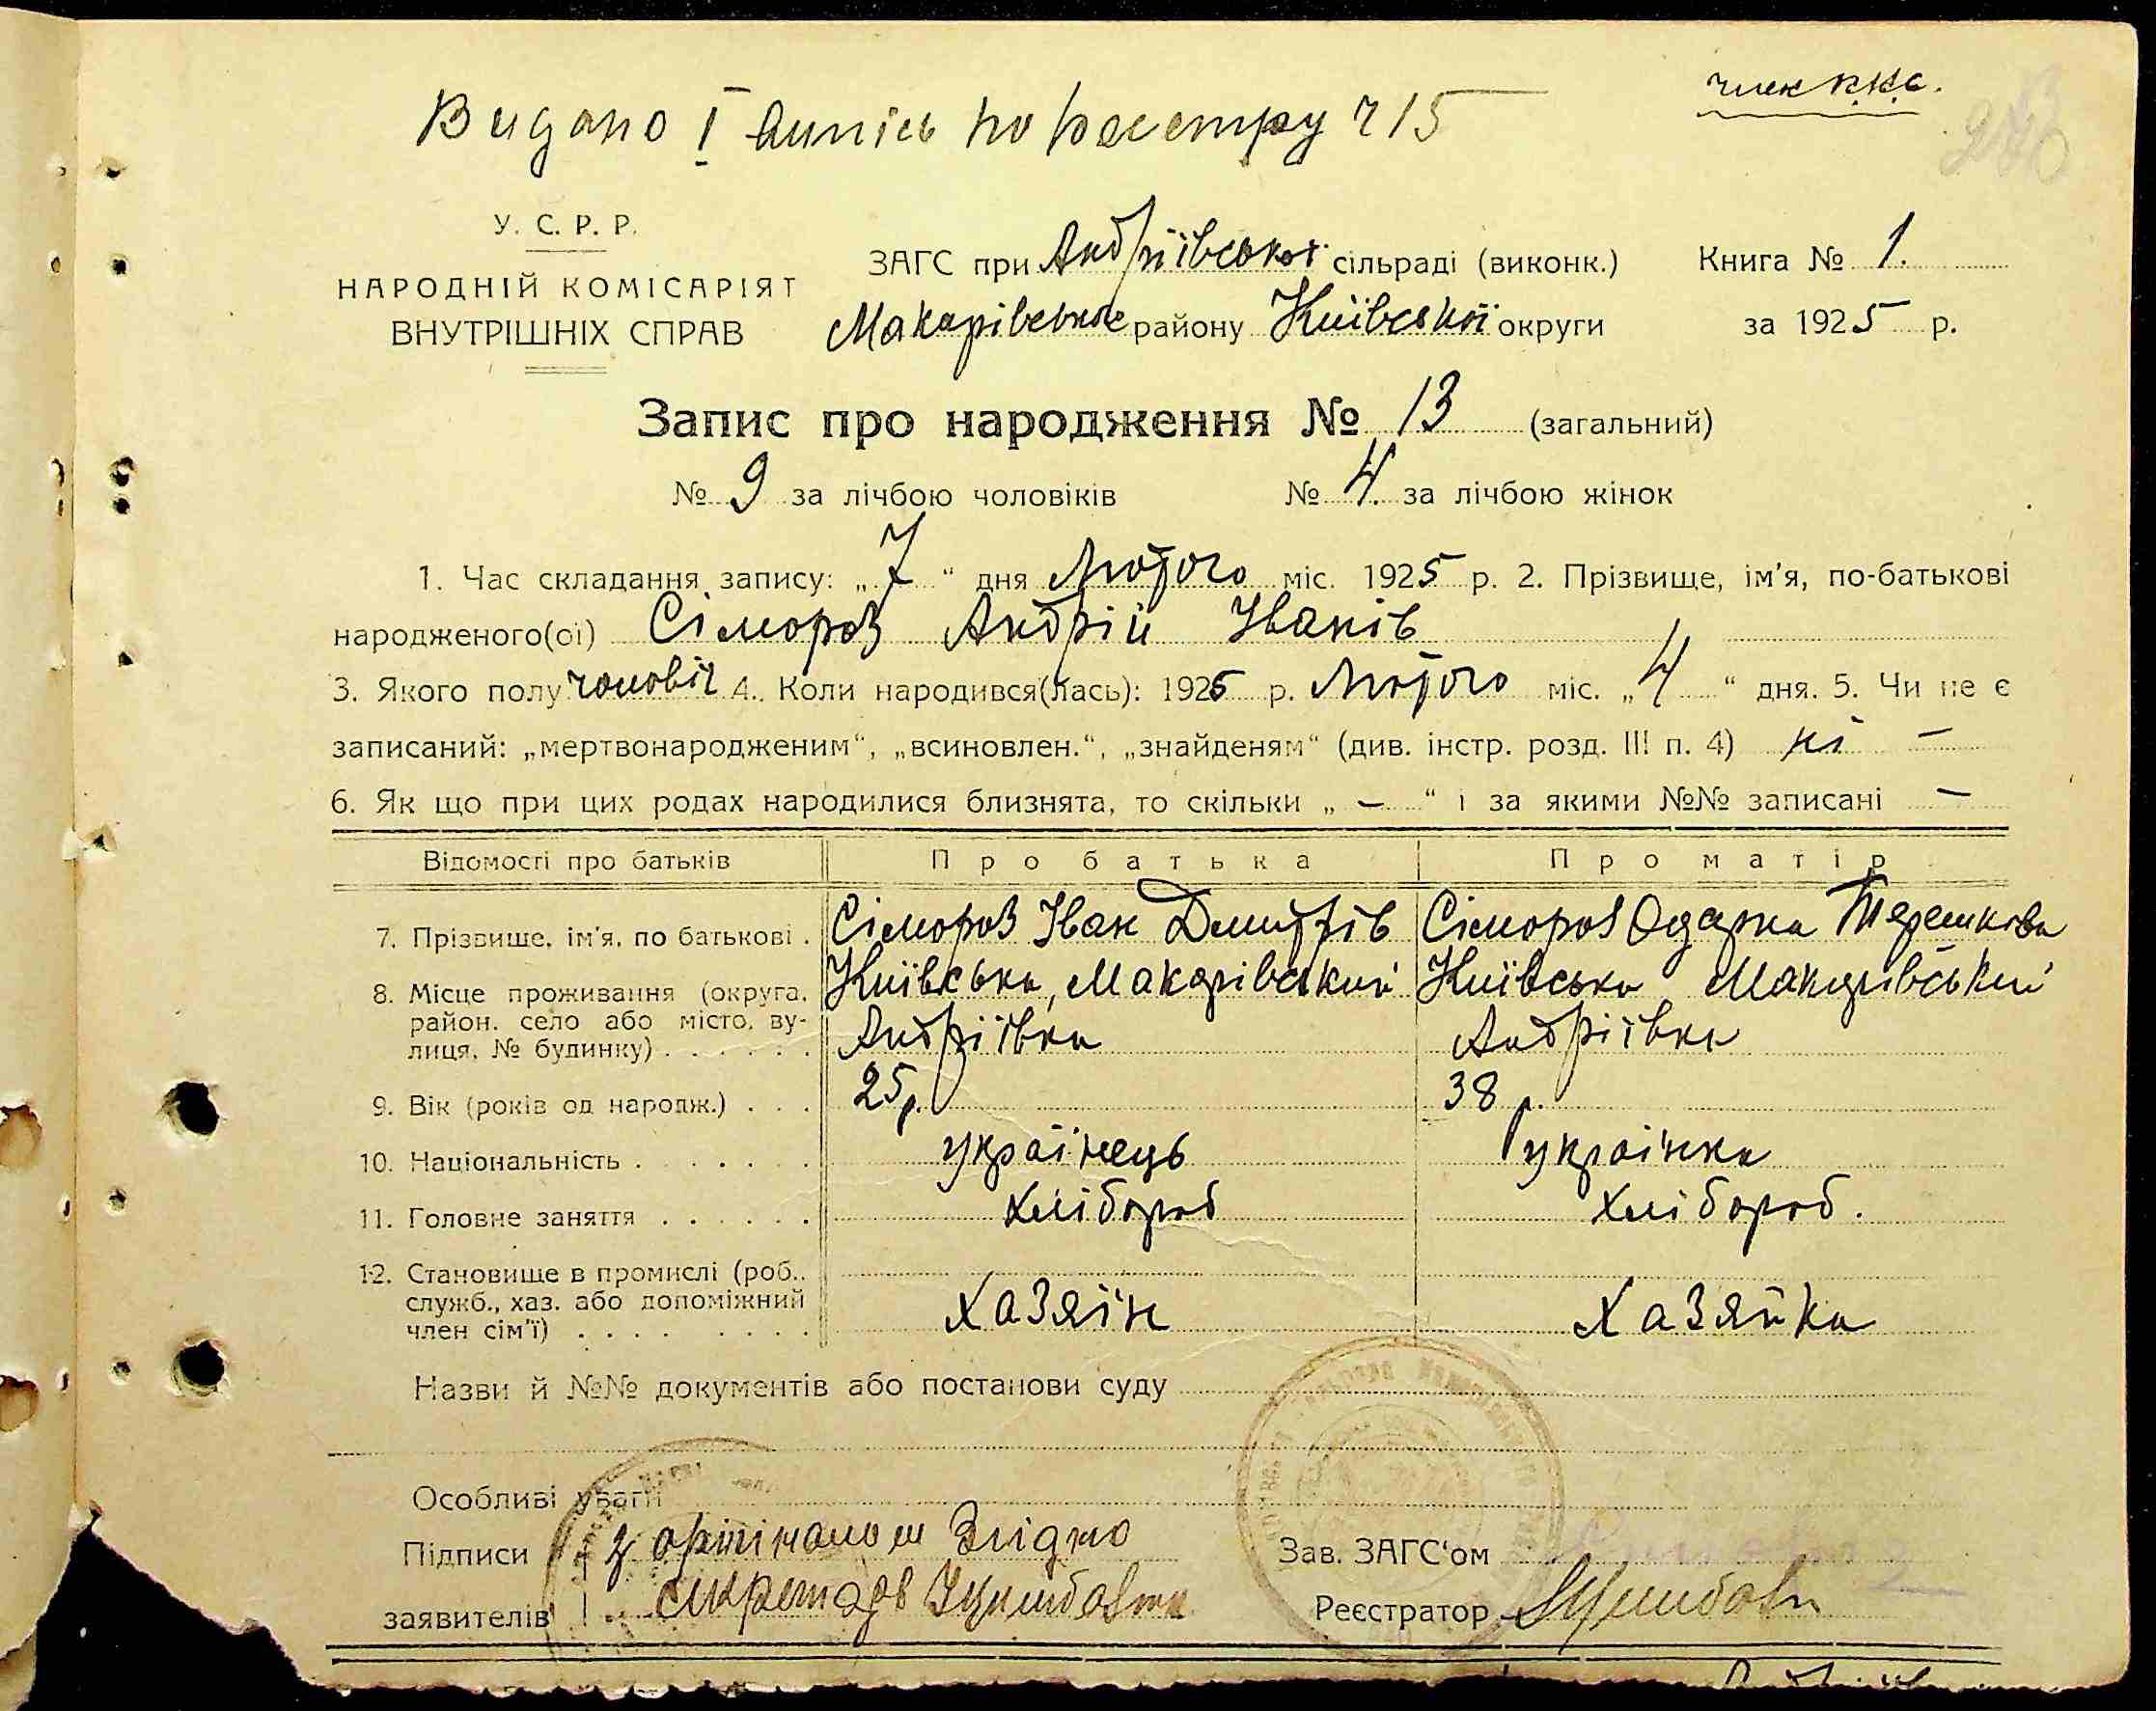 член К.Н.С.
Видано I випись по реєстру ч 15
У. С. Р. Р.
НАРОДНІЙ КОМІСАРІЯТ
ВНУТРІШНІХ СПРАВ
ЗАГС при Андріївської сільраді (виконк.)
Макарівське району Київської округи
Книга № 1.
за 1925 р.
Запис про народження № 13 (загальний)
№ 9 за лічбою чоловіків № 4 за лічбою жінок
1. Час складання запису: „7“ дня Лютого міс. 1925 р. 2. Прізвище, ім'я, по-батькові
народженого(ої) Сімороз Андрій Іванів
3. Якого полу чоловіч 4. Коли народився(лась): 1925 р. Лютого міс. „4“ дня. 5. Чи не є
записаний: „мертвонародженим“, „всиновлен.“, „знайденям“ (див. інстр. розд. III п. 4) ні —
6. Як що при цих родах народилися близнята, то скільки „ — “ і за якими №№ записані —
Відомості про батьків Про батька Про матір
7. Прізвище, ім'я, по батькові . Сімороз Іван Дмитрів Сімороз Одарка Терешкова
8. Місце проживання (округа, Київська, Макарівський Київська Макарівський
район, село або місто, ву-
лиця, № будинку) . . . . . . Андріївка Андріївка
9. Вік (років од народж.) . . . 25 р. 38 р.
10. Національність . . . . . . . українець українка
11. Головне заняття . . . . . . хлібороб хлібороб.
12. Становище в промислі (роб.,
служб., хаз. або допоміжний
член сім'ї) . . . . . . . . хазяїн хазяйка
Назви й №№ документів або постанови суду
Особливі уваги
Підписи з оригіналом згідно Зав. ЗАГС'ом
заявителів секретарь Реєстратор